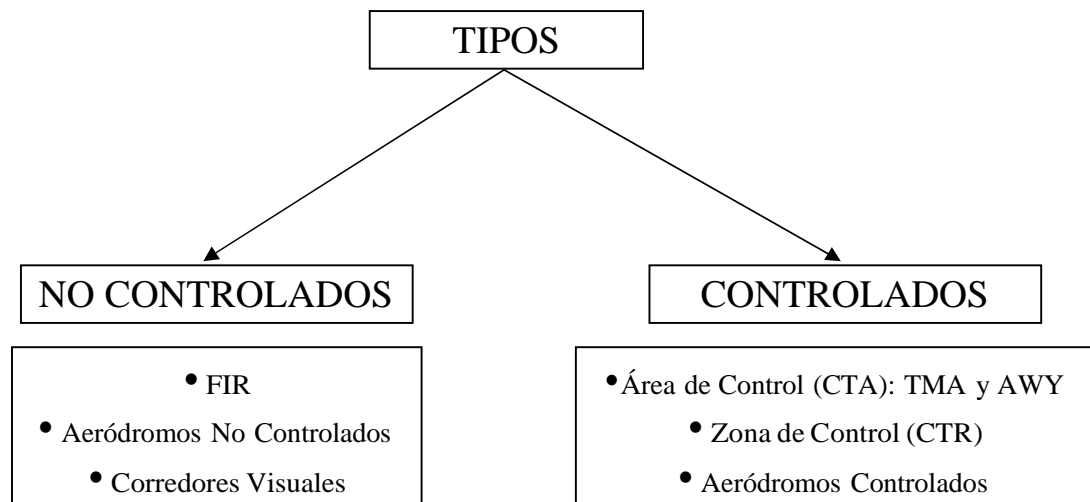 TIPOS
NO CONTROLADOS
CONTROLADOS
• FIR
• Aeródromos No Controlados
• Corredores Visuales
• Área de Control (CTA): TMA y AWY
• Zona de Control (CTR)
• Aeródromos Controlados